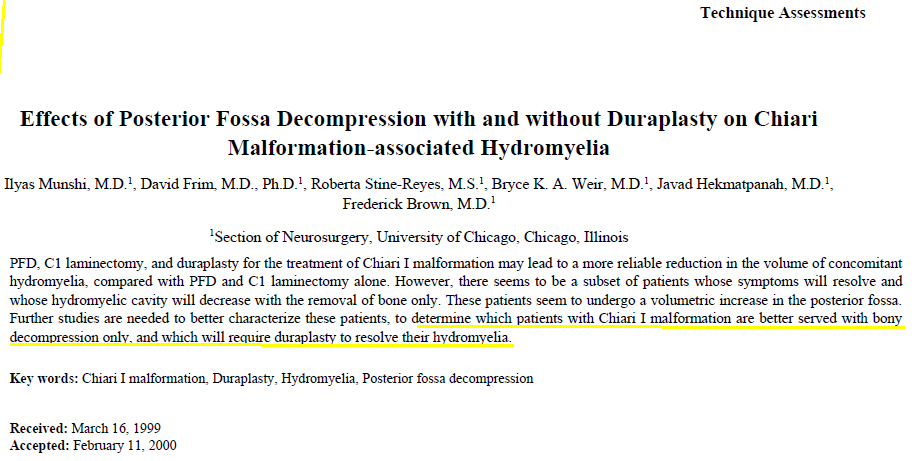 Technique Assessments
Effects of Posterior Fossa Decompression with and without Duraplasty on Chiari
Malformation-associated Hydromyelia
Ilyas Munshi, M.D.¹, David Frim, M.D., Ph.D.¹, Roberta Stine-Reyes, M.S.¹, Bryce K. A. Weir, M.D.¹, Javad Hekmatpanah, M.D.¹,
Frederick Brown, M.D.¹
¹Section of Neurosurgery, University of Chicago, Chicago, Illinois
PFD, C1 laminectomy, and duraplasty for the treatment of Chiari I malformation may lead to a more reliable reduction in the volume of concomitant
hydromyelia, compared with PFD and C1 laminectomy alone. However, there seems to be a subset of patients whose symptoms will resolve and
whose hydromyelic cavity will decrease with the removal of bone only. These patients seem to undergo a volumetric increase in the posterior fossa.
Further studies are needed to better characterize these patients, to determine which patients with Chiari I malformation are better served with bony
decompression only, and which will require duraplasty to resolve their hydromyelia.
Key words: Chiari I malformation, Duraplasty, Hydromyelia, Posterior fossa decompression
Received: March 16, 1999
Accepted: February 11, 2000